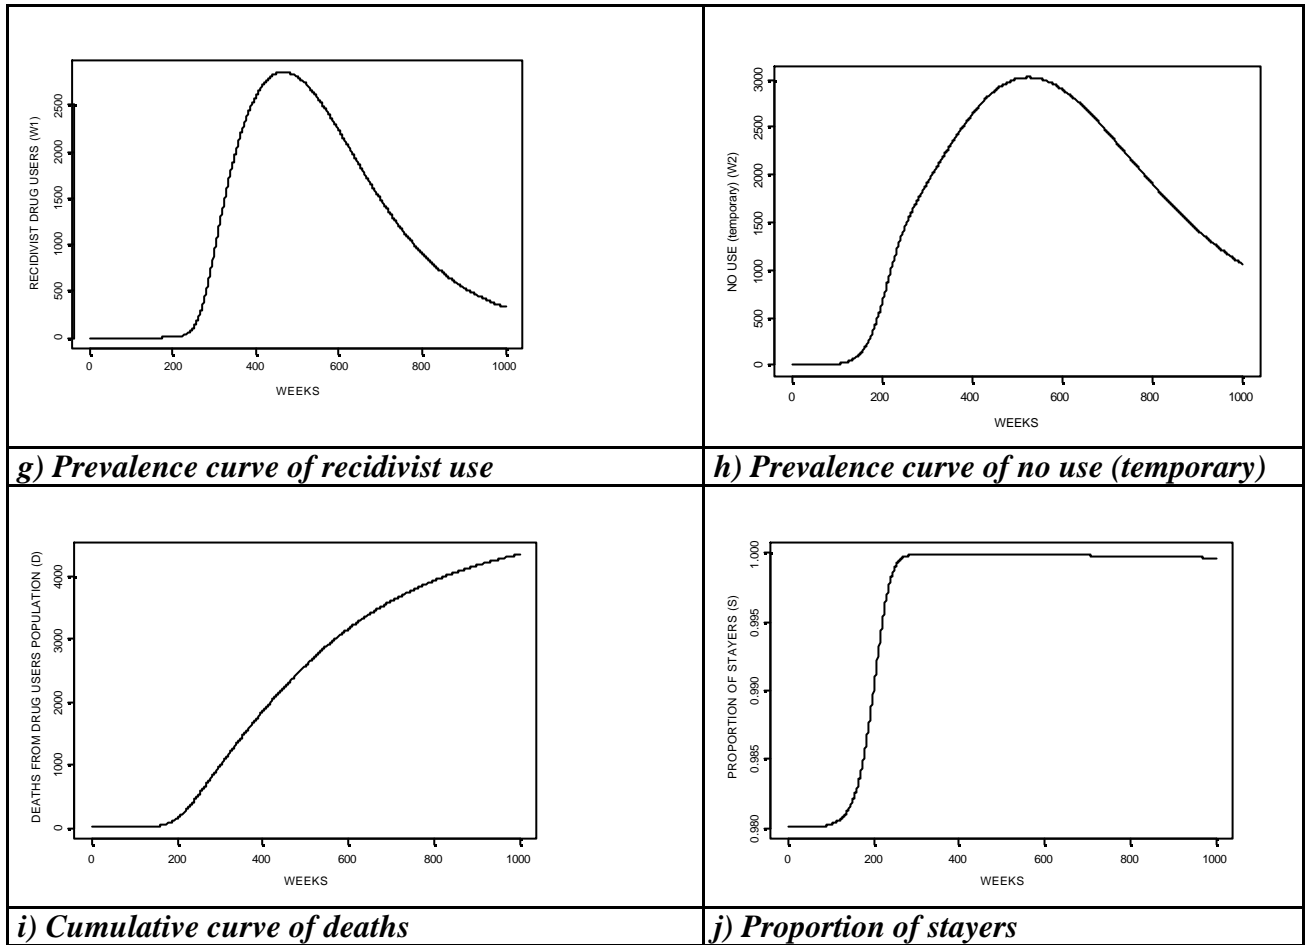 RECIDIVIST DRUG USERS (W1)
2500
2000
1500
1000
500
0
0 200 400 600 800 1000
WEEKS
NO USE (temporary) (W2)
3000
2500
2000
1500
1000
500
0
0 200 400 600 800 1000
WEEKS
g) Prevalence curve of recidivist use
h) Prevalence curve of no use (temporary)
DEATHS FROM DRUG USERS POPULATION (D)
4000
3000
2000
1000
0
0 200 400 600 800 1000
WEEKS
PROPORTION OF STAYERS (S)
1.000
0.995
0.990
0.985
0.980
0 200 400 600 800 1000
WEEKS
i) Cumulative curve of deaths
j) Proportion of stayers